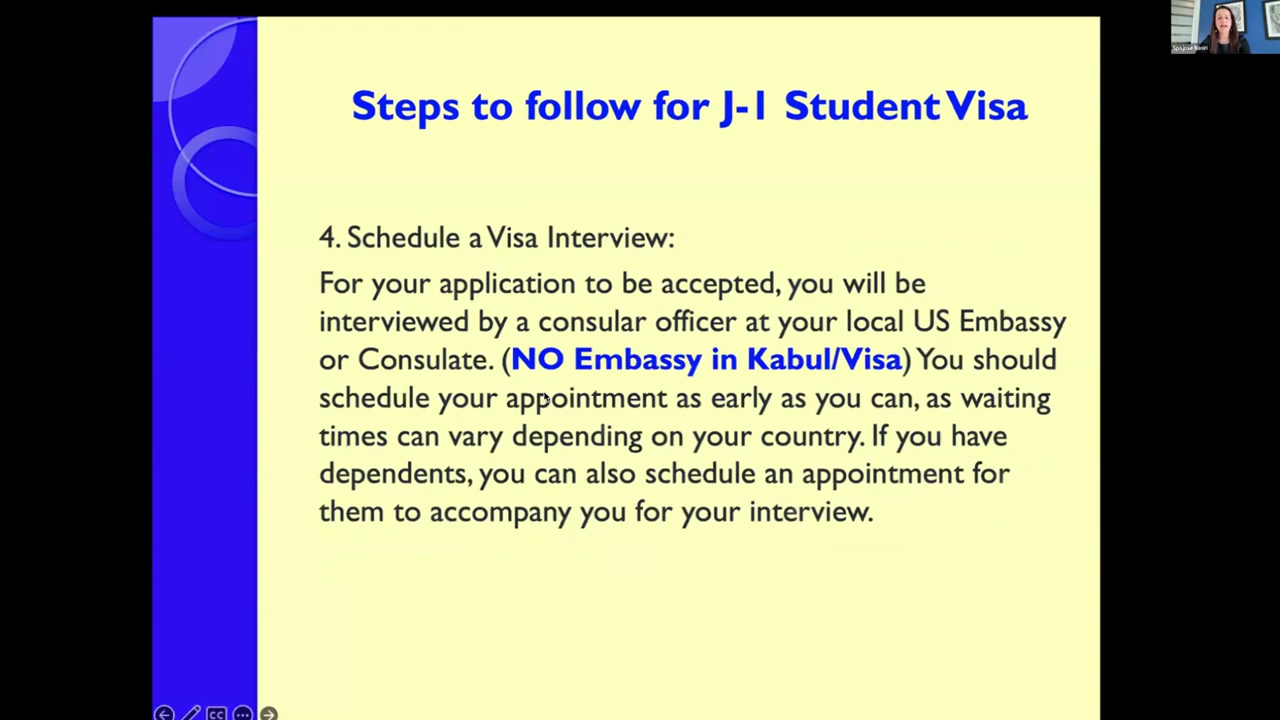 Steps to follow for J-1 Student Visa
4. Schedule a Visa Interview:
For your application to be accepted, you will be
interviewed by a consular officer at your local US Embassy
or Consulate. (NO Embassy in Kabul/Visa) You should
schedule your appointment as early as you can, as waiting
times can vary depending on your country. If you have
dependents, you can also schedule an appointment for
them to accompany you for your interview.
CC